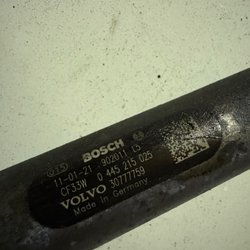 BOSCH
11-01-21 902011 L5
CF33W 0 445 215 025
VOLVO 30777759
Made in Germany